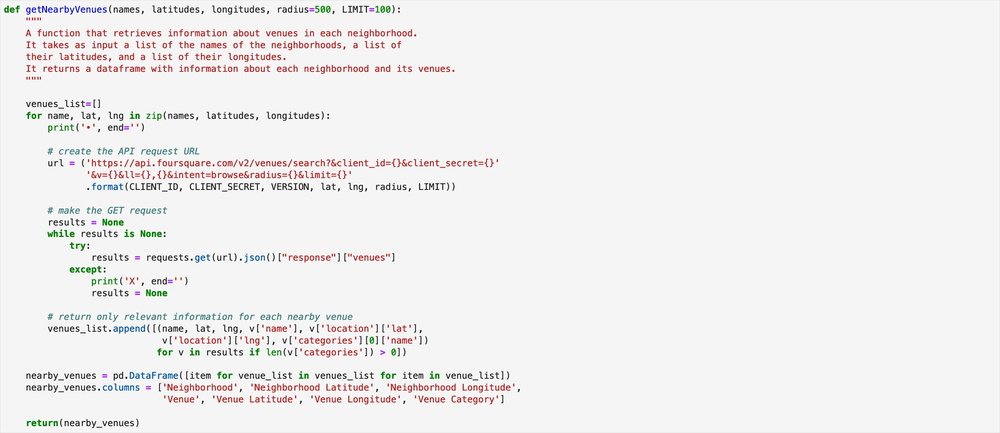 def getNearbyVenues(names, latitudes, longitudes, radius=500, LIMIT=100):
    """
    A function that retrieves information about venues in each neighborhood.
    It takes as input a list of the names of the neighborhoods, a list of
    their latitudes, and a list of their longitudes.
    It returns a dataframe with information about each neighborhood and its venues.
    """

    venues_list=[]
    for name, lat, lng in zip(names, latitudes, longitudes):
        print('•', end='')

        # create the API request URL
        url = ('https://api.foursquare.com/v2/venues/search?&client_id={}&client_secret={}'
               '&v={}&ll={},{}&intent=browse&radius={}&limit={}'
               .format(CLIENT_ID, CLIENT_SECRET, VERSION, lat, lng, radius, LIMIT))

        # make the GET request
        results = None
        while results is None:
            try:
                results = requests.get(url).json()["response"]["venues"]
            except:
                print('X', end='')
                results = None

        # return only relevant information for each nearby venue
        venues_list.append([(name, lat, lng, v['name'], v['location']['lat'],
                             v['location']['lng'], v['categories'][0]['name'])
                            for v in results if len(v['categories']) > 0])

    nearby_venues = pd.DataFrame([item for venue_list in venues_list for item in venue_list])
    nearby_venues.columns = ['Neighborhood', 'Neighborhood Latitude', 'Neighborhood Longitude',
                             'Venue', 'Venue Latitude', 'Venue Longitude', 'Venue Category']

    return(nearby_venues)